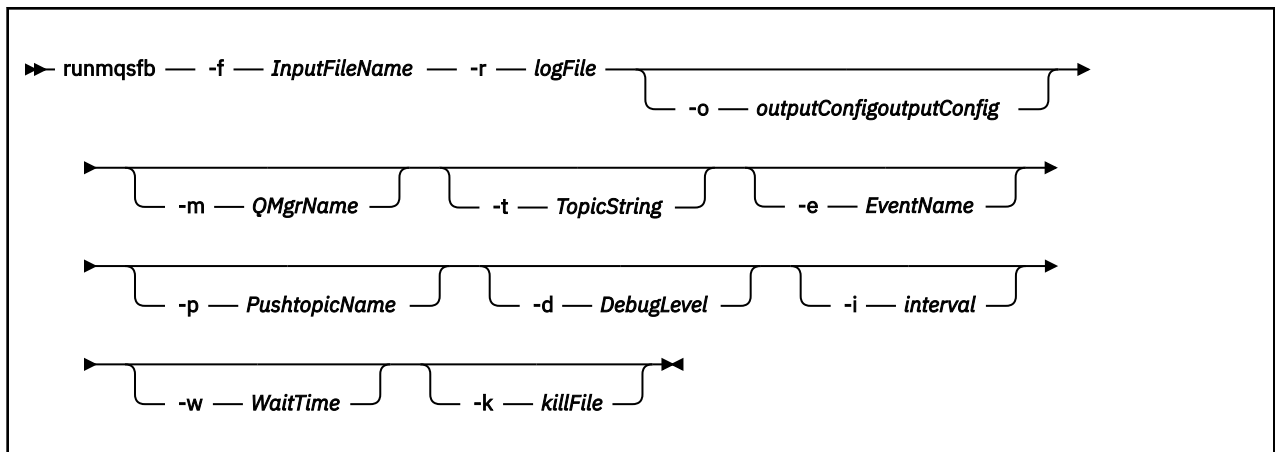 runmqsfb -f InputFileName -r logFile
-o outputConfigoutputConfig
-m QMgrName -t TopicString -e EventName
-p PushtopicName -d DebugLevel -i interval
-w WaitTime -k killFile